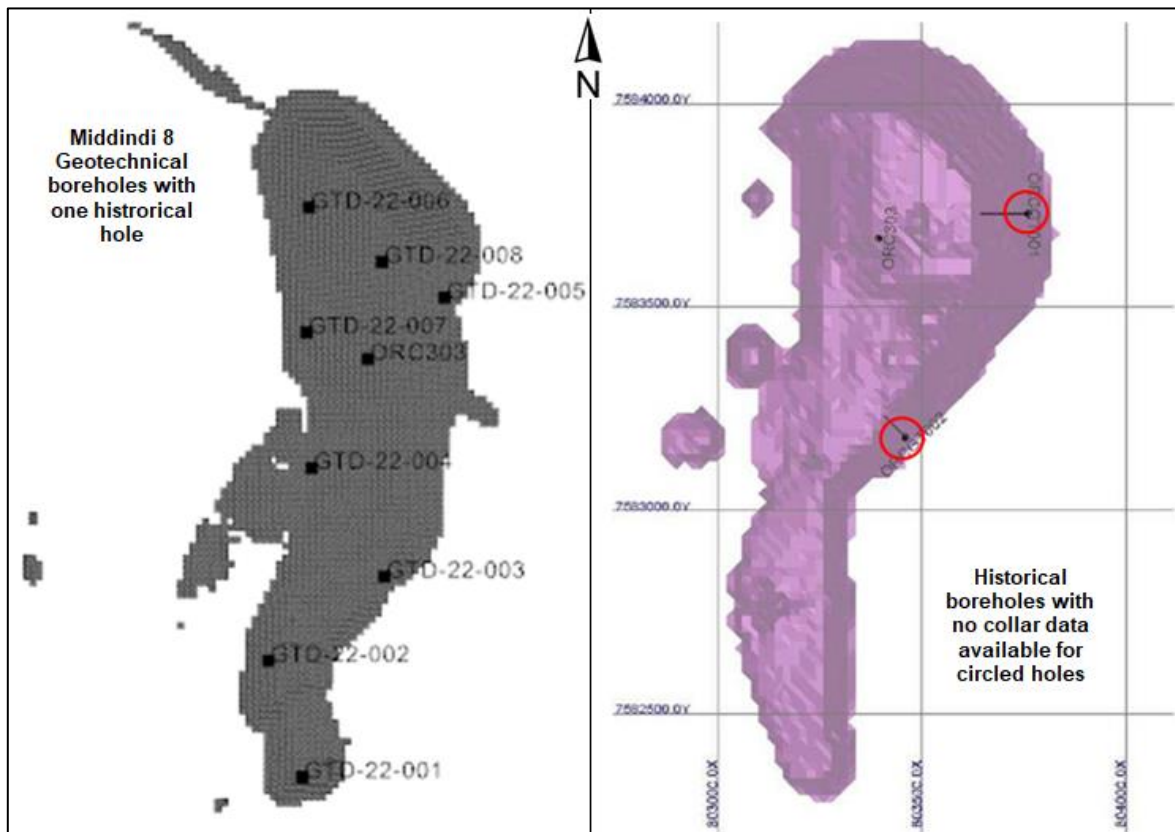 Middindi 8
Geotechnical
boreholes with
one histrorical
hole
GTD-22-006
GTD-22-008
GTD-22-005
GTD-22-007
ORC303
GTD-22-004
GTD-22-003
GTD-22-002
GTD-22-001
N
7584000.0Y
ORC303
7583500.0Y
7583000.0Y
Historical
boreholes with
no collar data
available for
circled holes
7582500.0Y
803000.0X
803500.0X
804000.0X